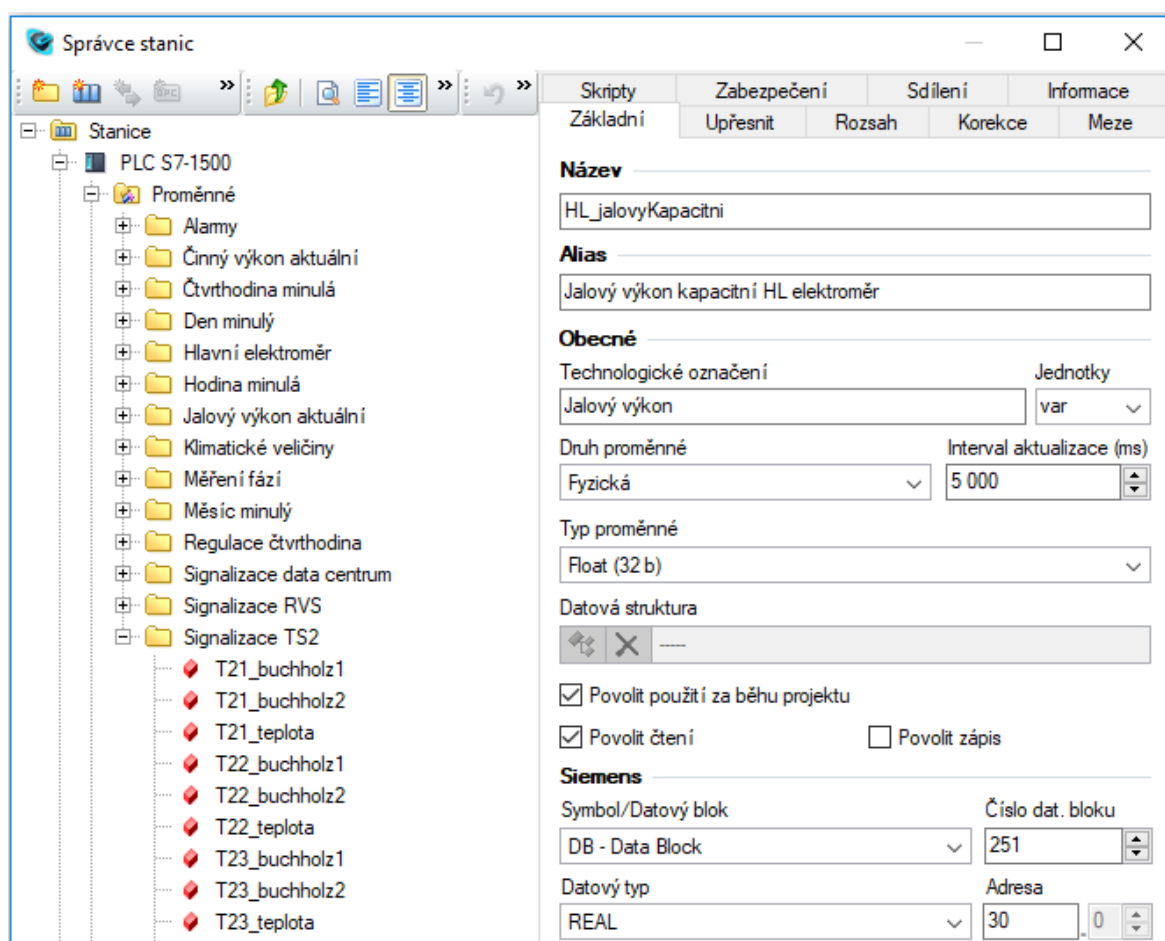 Správce stanic
Stanice
PLC S7-1500
Proměnné
Alarmy
Činný výkon aktuální
Čtvrthodina minulá
Den minulý
Hlavní elektroměr
Hodina minulá
Jalový výkon aktuální
Klimatické veličiny
Měření fází
Měsíc minulý
Regulace čtvrthodina
Signalizace data centrum
Signalizace RVS
Signalizace TS2
T21_buchholz1
T21_buchholz2
T21_teplota
T22_buchholz1
T22_buchholz2
T22_teplota
T23_buchholz1
T23_buchholz2
T23_teplota
Skripty Zabezpečení Sdílení Informace
Základní Upřesnit Rozsah Korekce Meze
Název
HL_jalovyKapacitni
Alias
Jalový výkon kapacitní HL elektroměr
Obecné
Technologické označení Jednotky
Jalový výkon var
Druh proměnné Interval aktualizace (ms)
Fyzická 5 000
Typ proměnné
Float (32 b)
Datová struktura
-----
Povolit použití za běhu projektu
Povolit čtení Povolit zápis
Siemens
Symbol/Datový blok Číslo dat. bloku
DB - Data Block 251
Datový typ Adresa
REAL 30 . 0